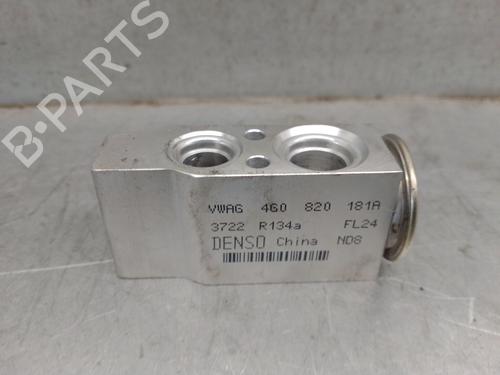 B-PARTS
VWAG 4G0 820 181A
3722 R134a FL24
DENSO China ND8